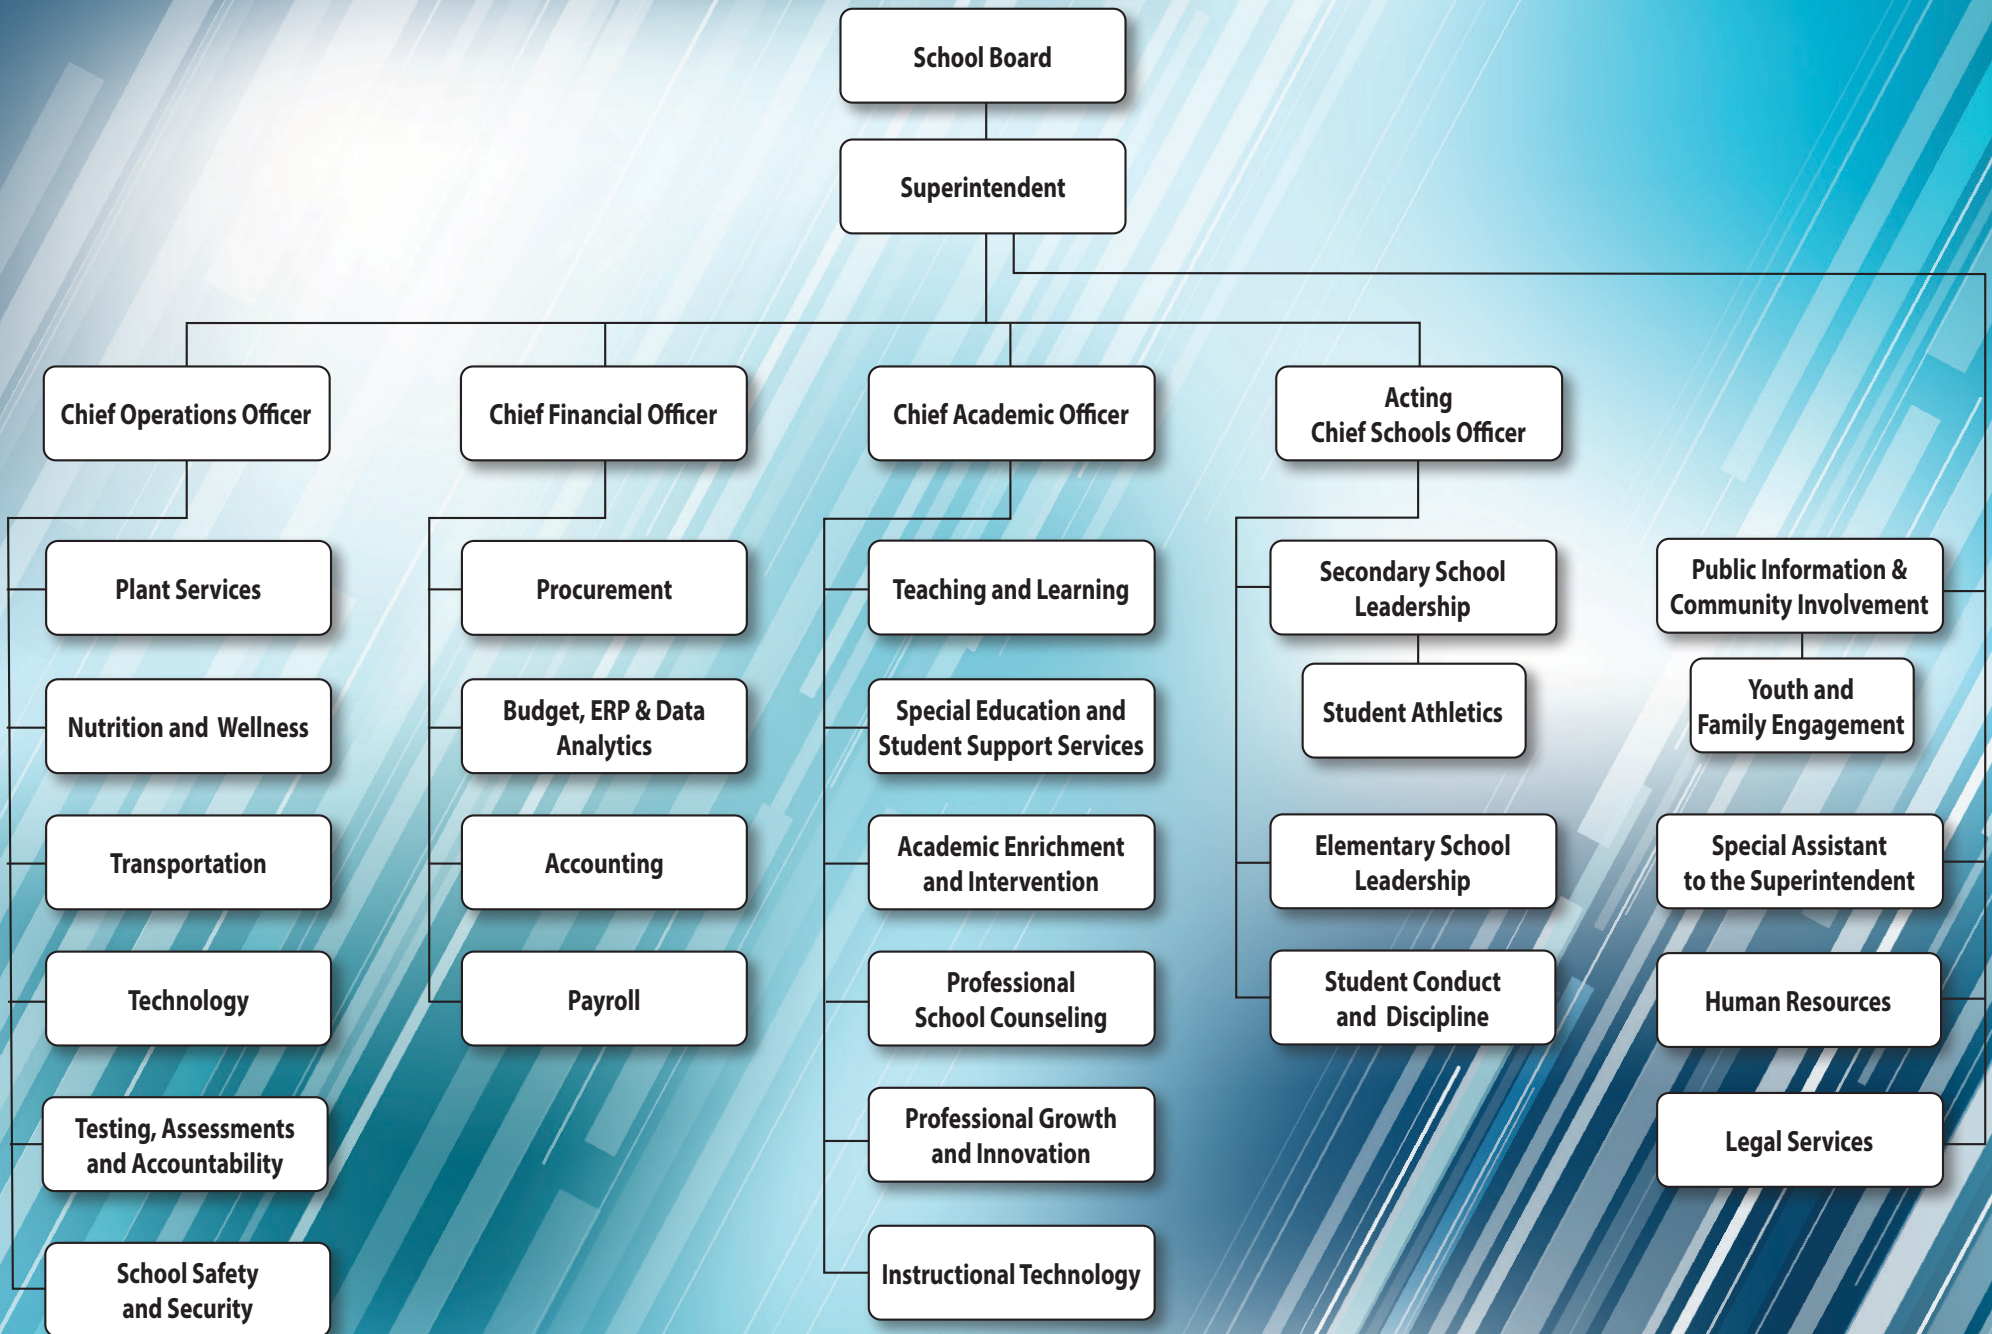 School Board
Superintendent
Chief Operations Officer
Chief Financial Officer
Chief Academic Officer
Acting
Chief Schools Officer
Plant Services
Nutrition and Wellness
Transportation
Technology
Testing, Assessments
and Accountability
School Safety
and Security
Procurement
Budget, ERP & Data
Analytics
Accounting
Payroll
Teaching and Learning
Special Education and
Student Support Services
Academic Enrichment
and Intervention
Professional
School Counseling
Professional Growth
and Innovation
Instructional Technology
Secondary School
Leadership
Student Athletics
Elementary School
Leadership
Student Conduct
and Discipline
Public Information &
Community Involvement
Youth and
Family Engagement
Special Assistant
to the Superintendent
Human Resources
Legal Services